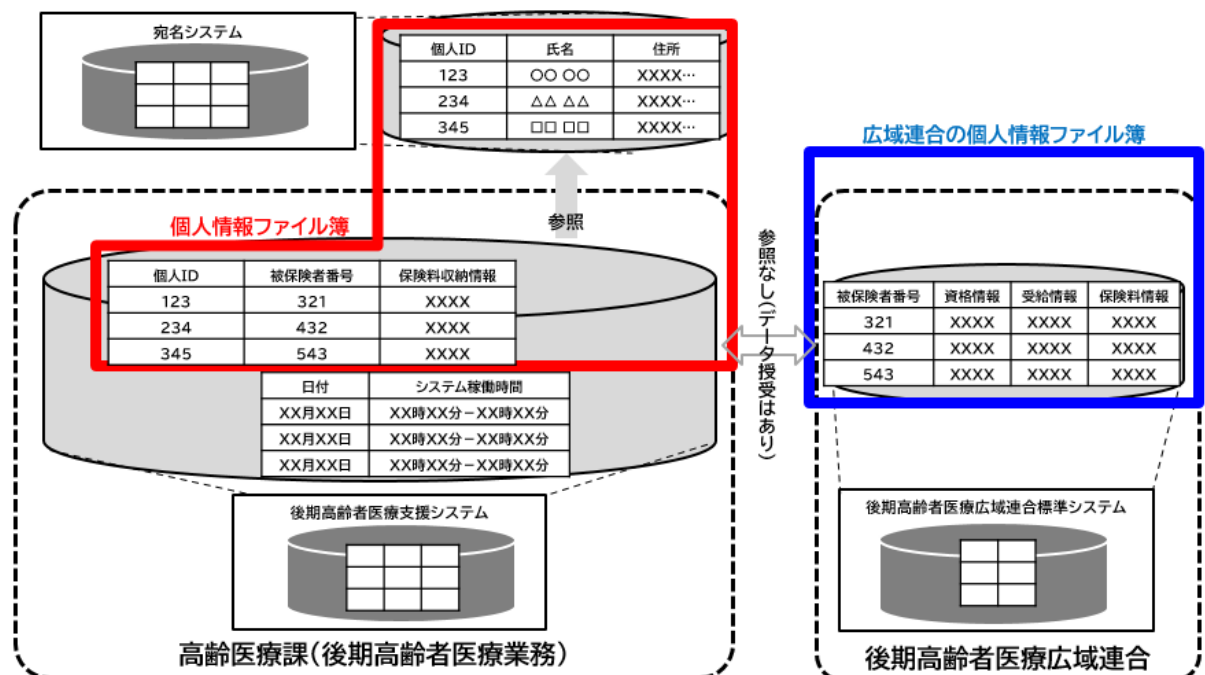 宛名システム
個人ID 氏名 住所
123 〇〇 〇〇 XXXX…
234 △△ △△ XXXX…
345 □□ □□ XXXX…
広域連合の個人情報ファイル簿
個人情報ファイル簿
参照
個人ID 被保険者番号 保険料収納情報
123 321 XXXX
234 432 XXXX
345 543 XXXX
日付 システム稼働時間
XX月XX日 XX時XX分－XX時XX分
XX月XX日 XX時XX分－XX時XX分
XX月XX日 XX時XX分－XX時XX分
参照なし(データ授受はあり)
被保険者番号 資格情報 受給情報 保険料情報
321 XXXX XXXX XXXX
432 XXXX XXXX XXXX
543 XXXX XXXX XXXX
後期高齢者医療支援システム
後期高齢者医療広域連合標準システム
高齢医療課(後期高齢者医療業務)
後期高齢者医療広域連合